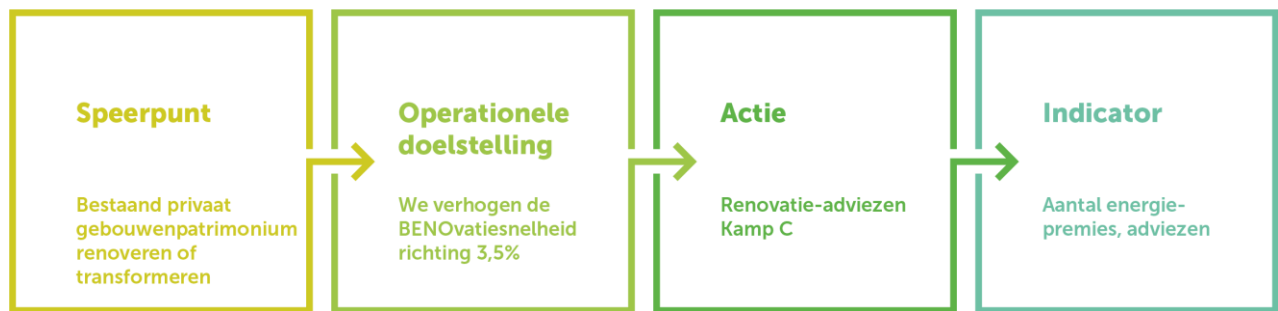 Speerpunt
Bestaand privaat
gebouwenpatrimonium
renoveren of
transformeren
Operationele
doelstelling
We verhogen de
BENOvatiesnelheid
richting 3,5%
Actie
Renovatie-adviezen
Kamp C
Indicator
Aantal energie-
premies, adviezen